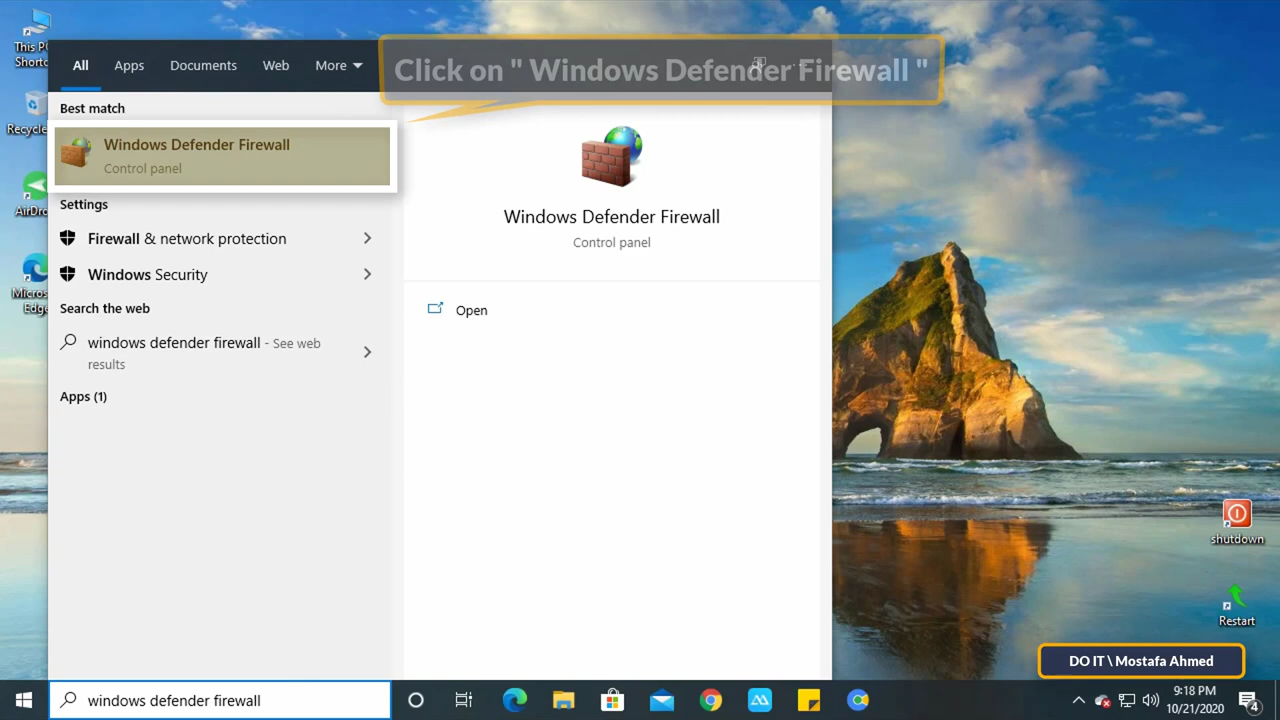 This PC
Shortc
Recycle
AirDro
Micros
Edge
All
Apps
Documents
Web
More
Click on " Windows Defender Firewall "
Best match
Windows Defender Firewall
Control panel
Settings
Firewall & network protection
Windows Security
Search the web
windows defender firewall - See web
results
Apps (1)
Windows Defender Firewall
Control panel
Open
shutdown
Restart
DO IT \ Mostafa Ahmed
windows defender firewall
9:18 PM
10/21/2020
4